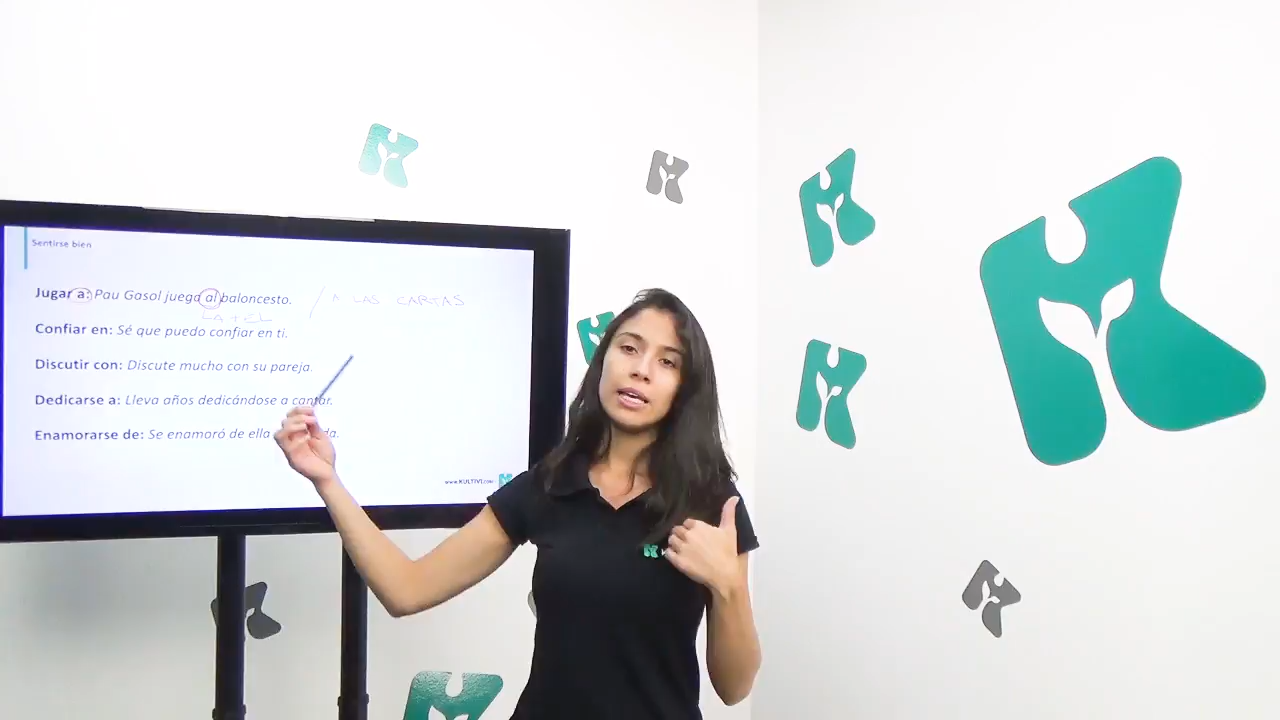 Sentirse bien
Jugar a: Pau Gasol juega al baloncesto. / A LAS CARTAS
Confiar en: Sé que puedo confiar en ti.
Discutir con: Discute mucho con su pareja.
Dedicarse a: Lleva años dedicándose a cantar.
Enamorarse de: Se enamoró de ella
www.KULTIVI.com